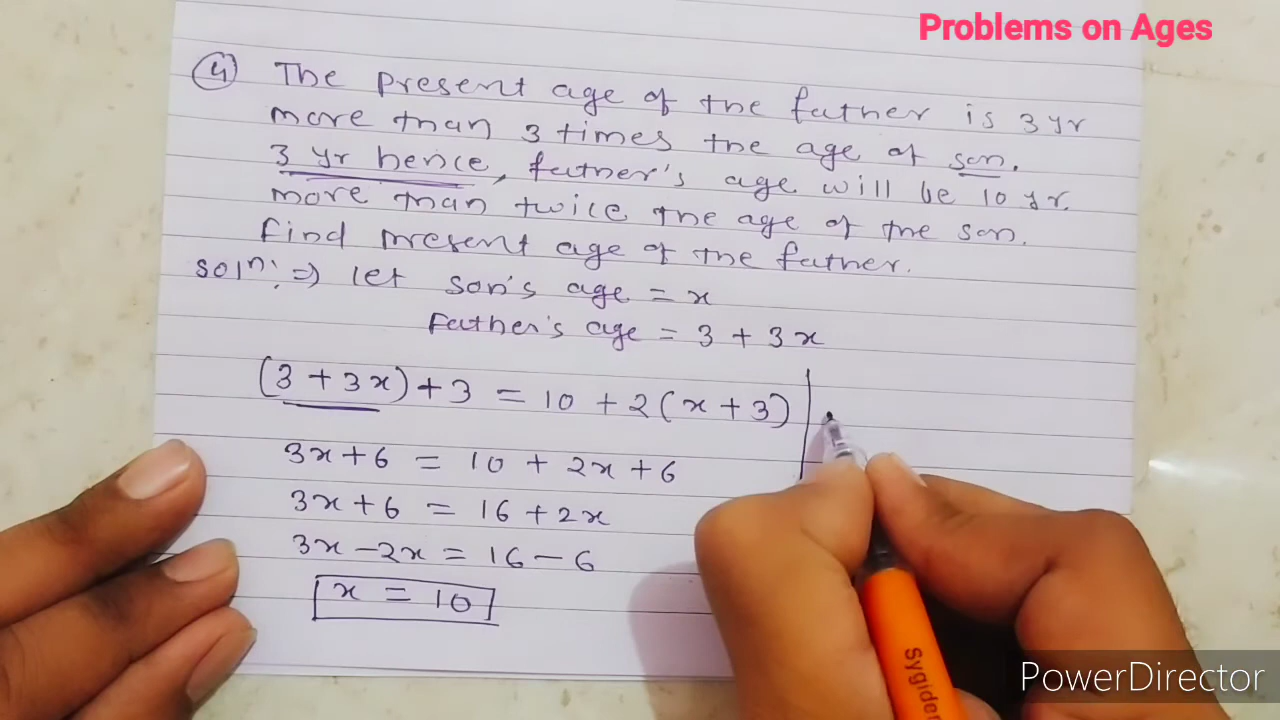 Problems on Ages
4 The present age of the father is 3 yr
more than 3 times the age of son.
3 yr hence, father's age will be 10 yr.
more than twice the age of the son.
find present age of the father.
Soln: ⇒ let son's age = x
Father's age = 3 + 3x
(3 + 3x) + 3 = 10 + 2(x + 3)
3x + 6 = 10 + 2x + 6
3x + 6 = 16 + 2x
3x - 2x = 16 - 6
x = 10
Sygider
PowerDirector